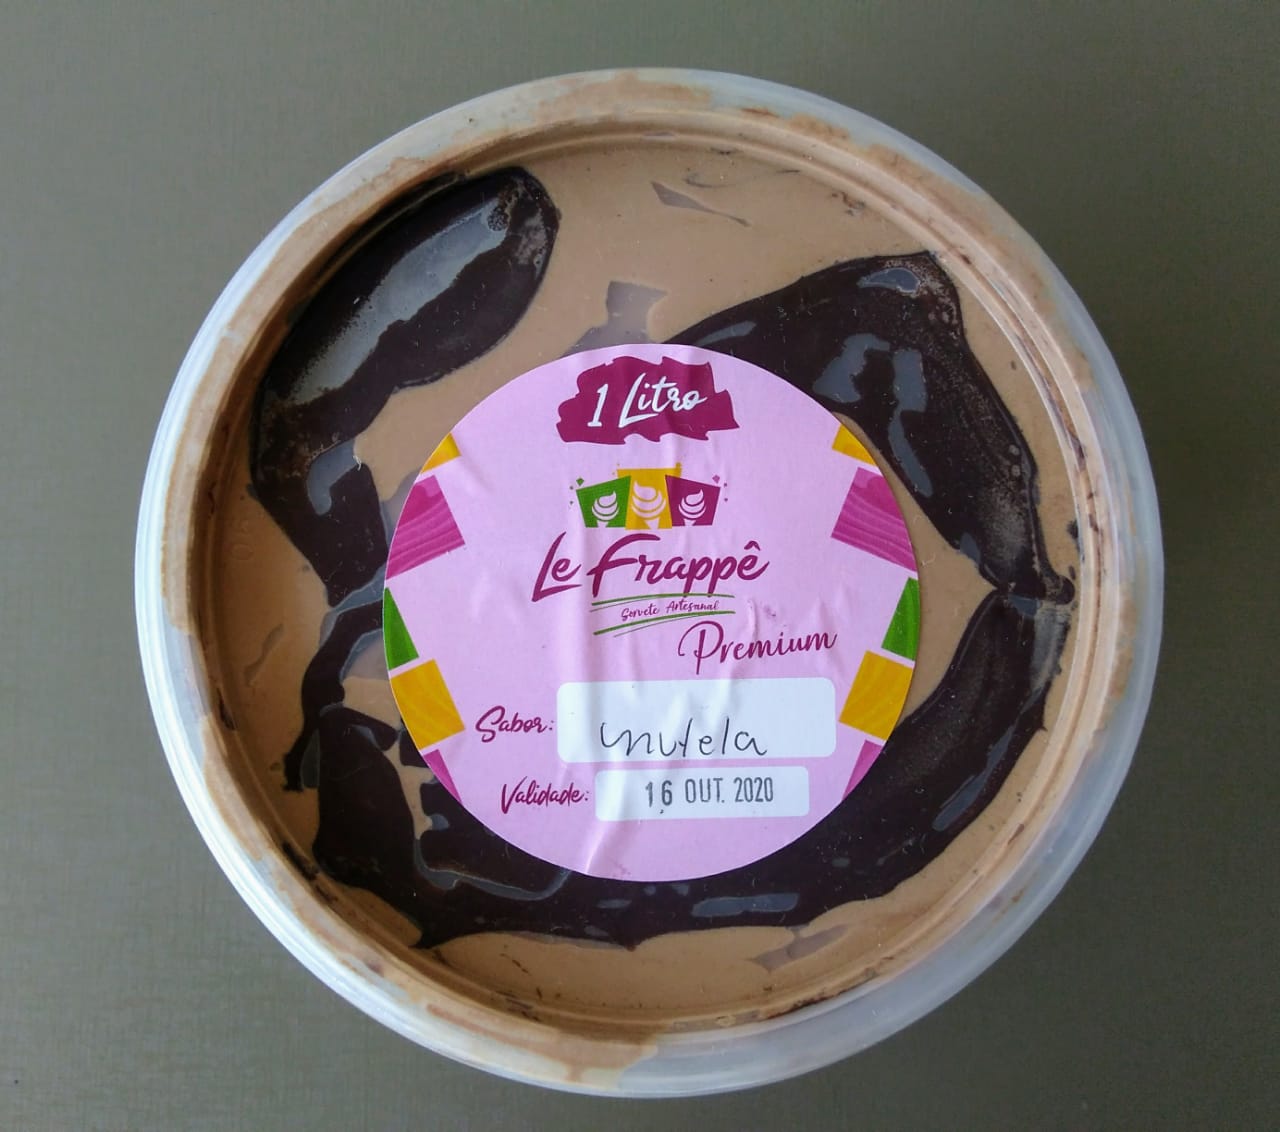 1 Litro
Le Frappê
Sorvete Artesanal
Premium
Sabor: nutela
Validade: 16 OUT. 2020